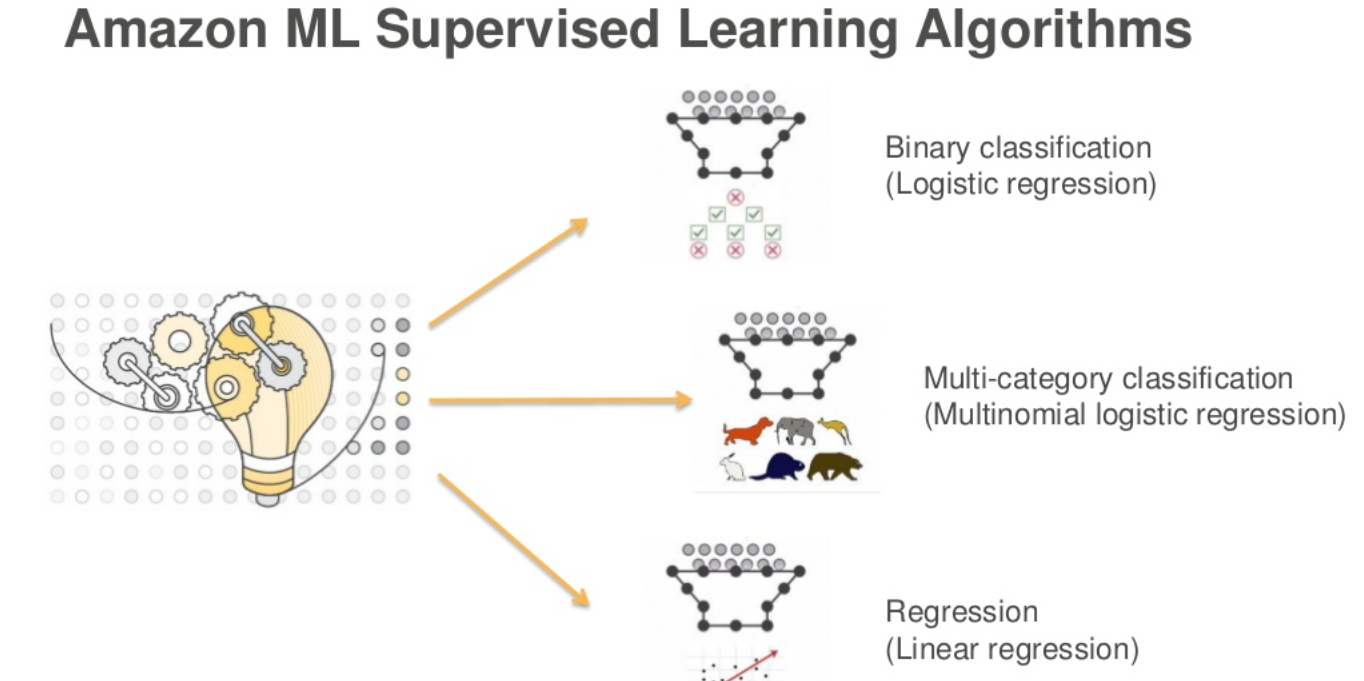 Amazon ML Supervised Learning Algorithms
Binary classification
(Logistic regression)
Multi-category classification
(Multinomial logistic regression)
Regression
(Linear regression)